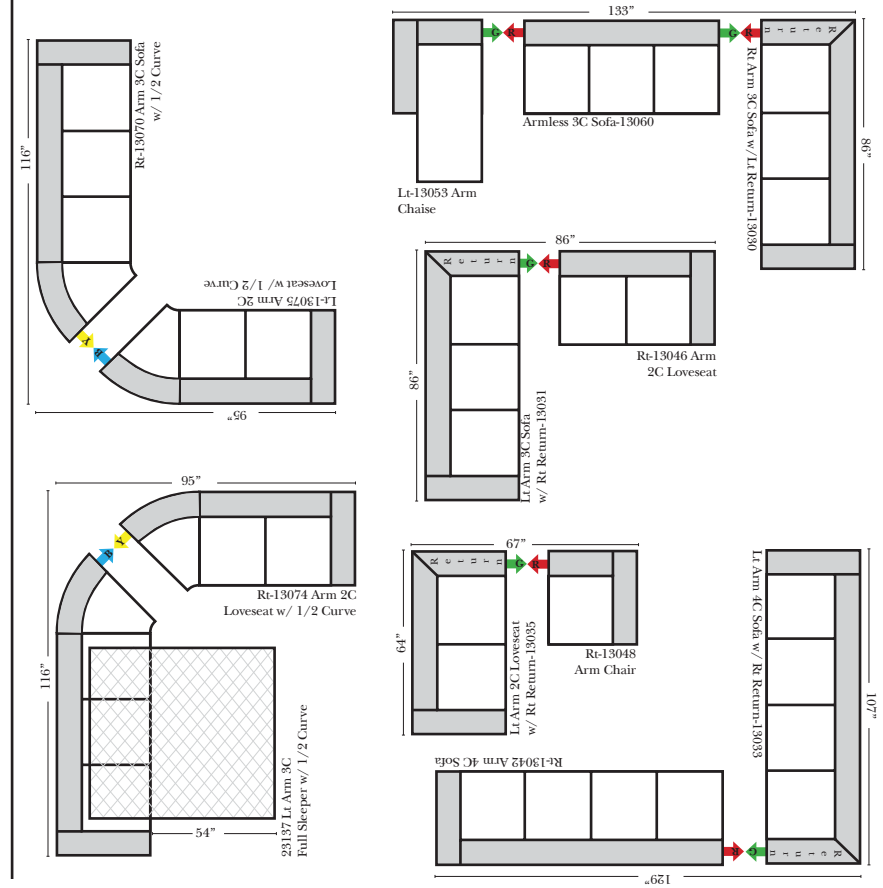 116”
Rt-13070 Arm 3C Sofa
w/ 1/2 Curve
Lt-13075 Arm 2C
Loveseat w/ 1/2 Curve
Y
B
95”
133”
G
R
G
R
Return
Lt-13053 Arm
Chaise
Armless 3C Sofa-13060
Rt Arm 3C Sofa w/Lt Return-13030
86”
86”
Return
G
R
86”
Lt Arm 3C Sofa
w/ Rt Return-13031
Rt-13046 Arm
2C Loveseat
95”
B
Y
Rt-13074 Arm 2C
Loveseat w/ 1/2 Curve
116”
54”
23137 Lt Arm 3C
Full Sleeper w/ 1/2 Curve
67”
Return
G
R
64”
Lt Arm 2C Loveseat
w/ Rt Return-13035
Rt-13048
Arm Chair
Lt Arm 4C Sofa w/ Rt Return-13033
107”
Rt-13042 Arm 4C Sofa
R
G
Return
129”